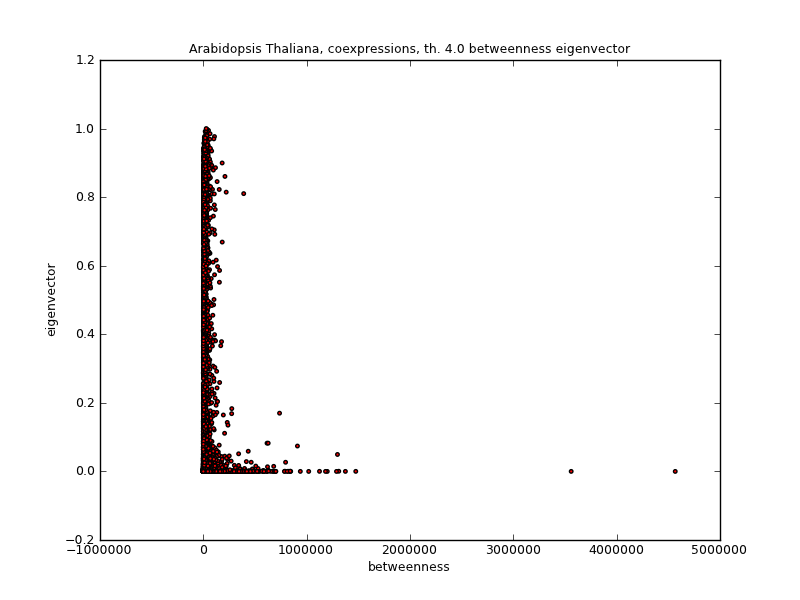 Arabidopsis Thaliana, coexpressions, th. 4.0 betweenness eigenvector
1.2
1.0
0.8
0.6
0.4
0.2
0.0
−0.2
eigenvector
−1000000 0 1000000 2000000 3000000 4000000 5000000
betweenness